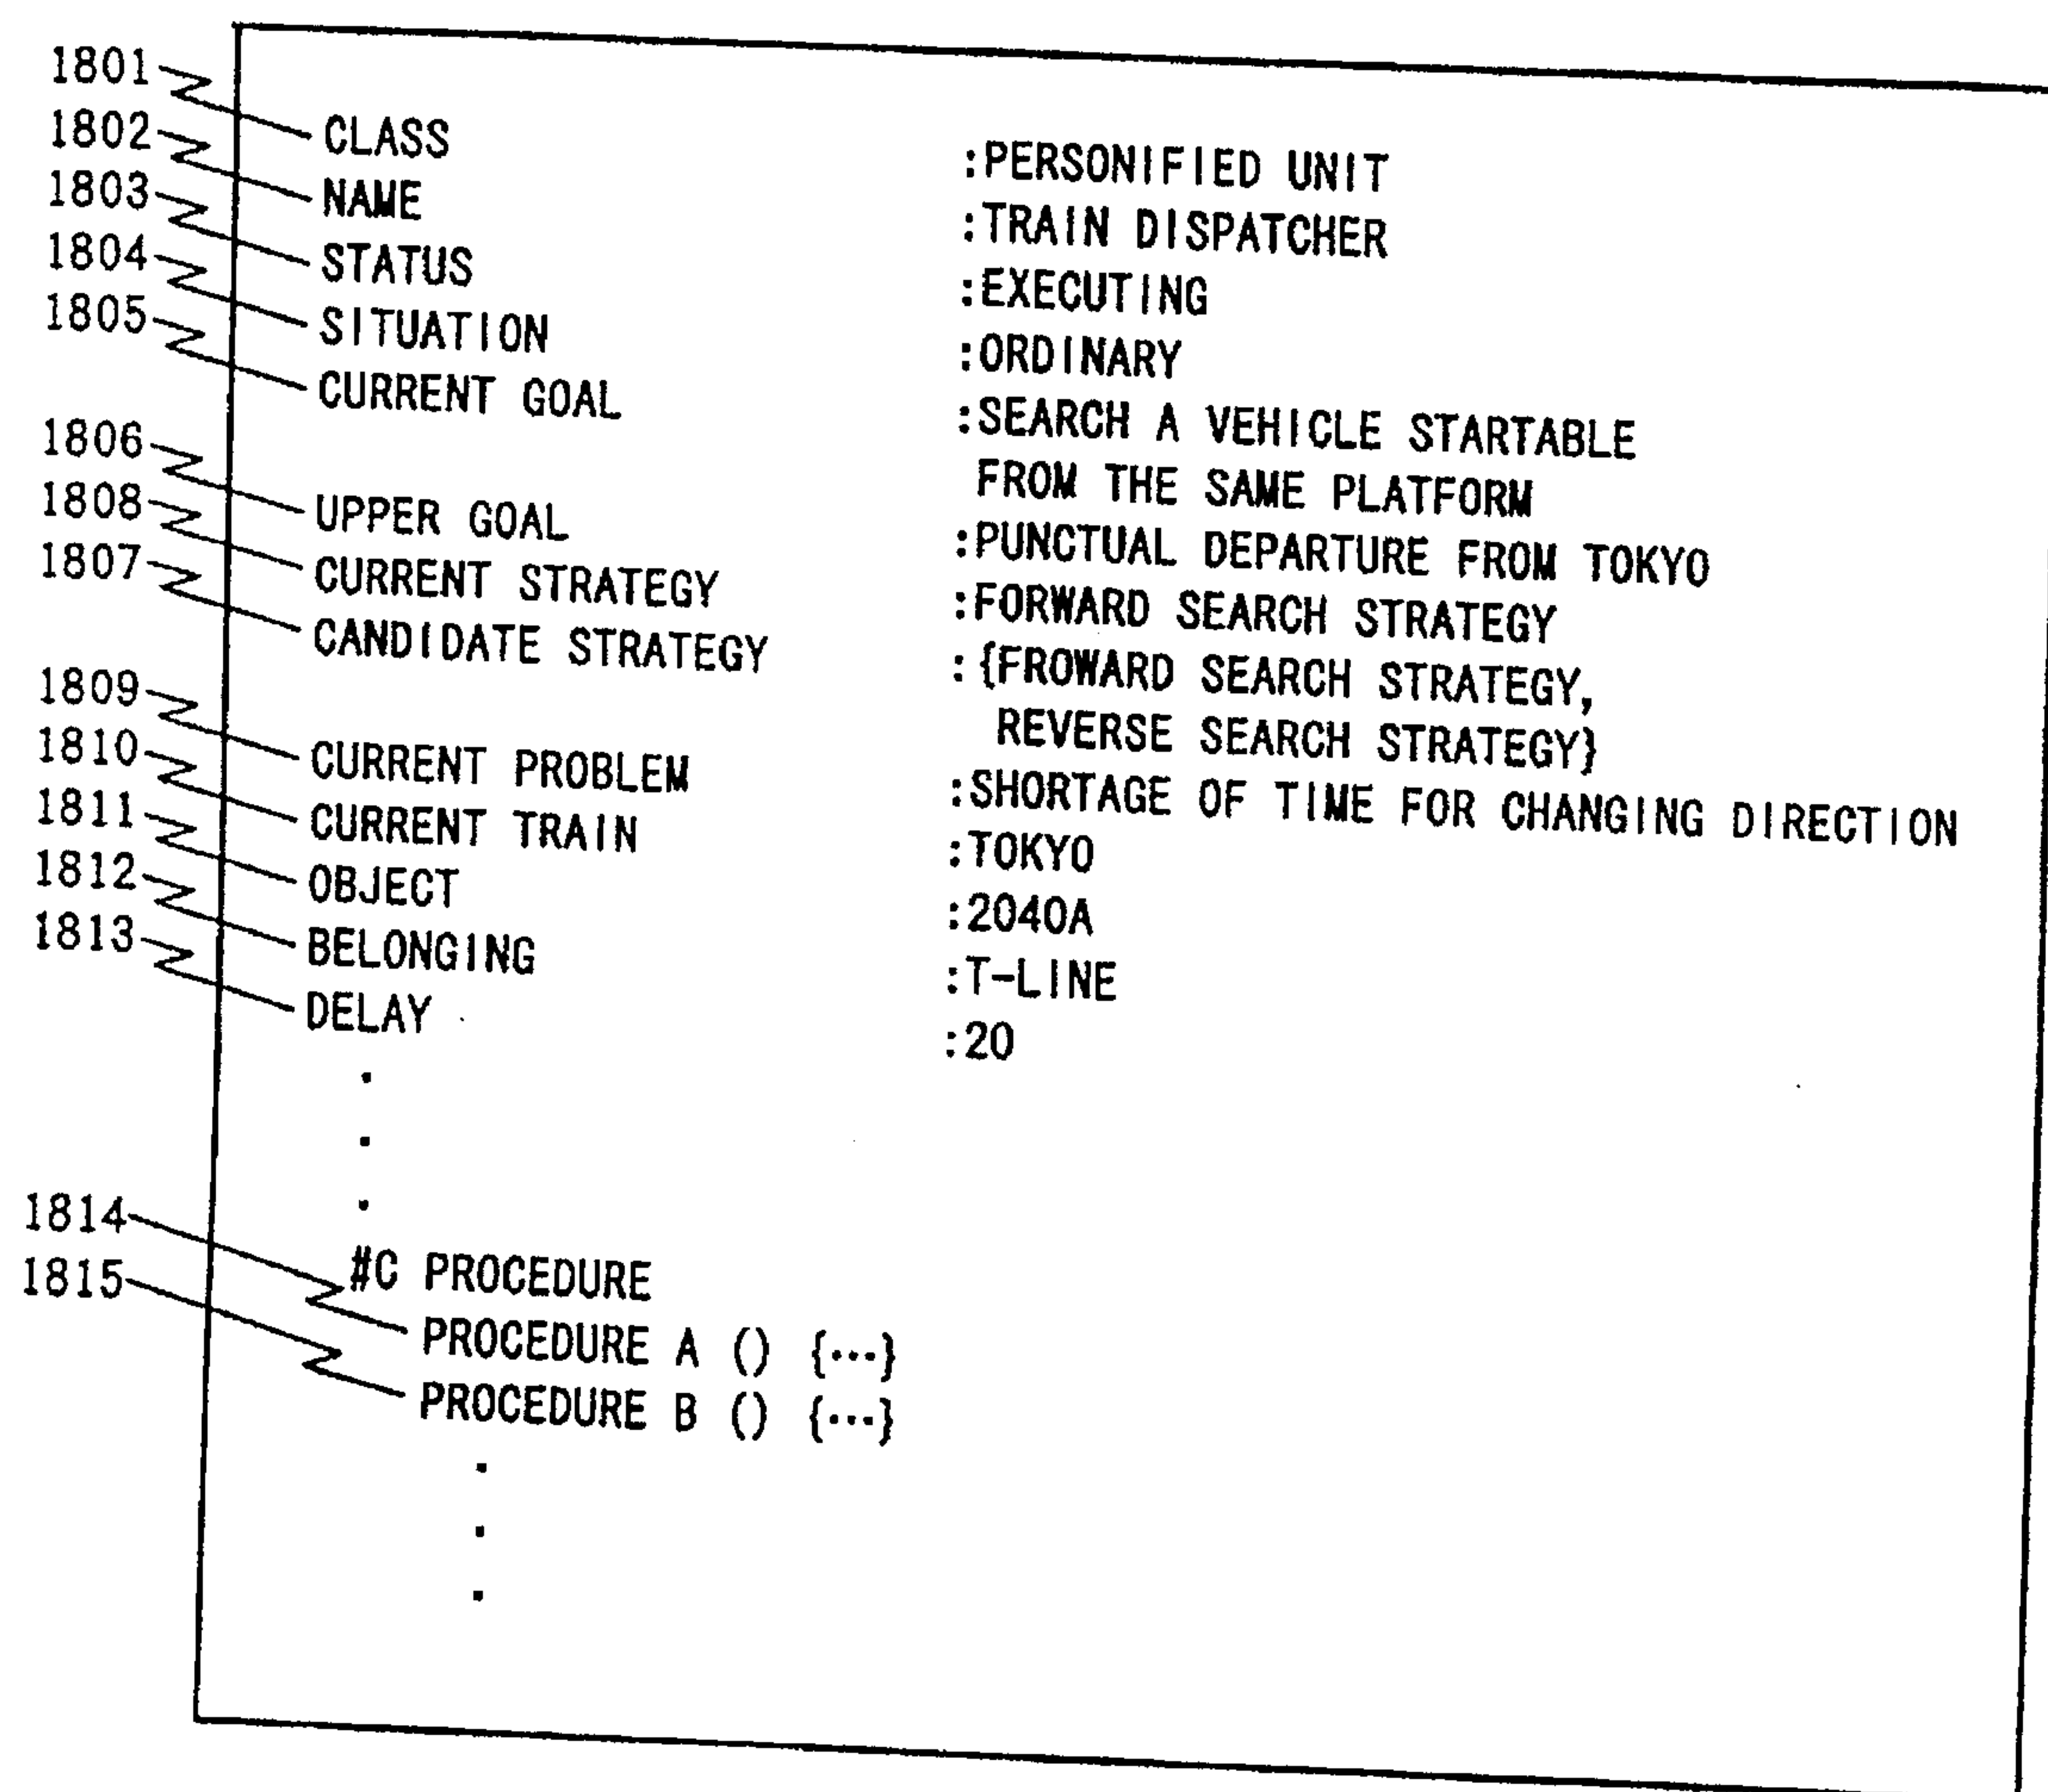 1801 CLASS :PERSONIFIED UNIT
1802 NAME :TRAIN DISPATCHER
1803 STATUS :EXECUTING
1804 SITUATION :ORDINARY
1805 CURRENT GOAL :SEARCH A VEHICLE STARTABLE
FROM THE SAME PLATFORM
1806 UPPER GOAL :PUNCTUAL DEPARTURE FROM TOKYO
1808 CURRENT STRATEGY :FORWARD SEARCH STRATEGY
1807 CANDIDATE STRATEGY :{FROWARD SEARCH STRATEGY,
REVERSE SEARCH STRATEGY}
1809 CURRENT PROBLEM :SHORTAGE OF TIME FOR CHANGING DIRECTION
1810 CURRENT TRAIN :TOKYO
1811 OBJECT :2040A
1812 BELONGING :T-LINE
1813 DELAY :20
.
.
.
#C PROCEDURE
1814 PROCEDURE A () {...}
1815 PROCEDURE B () {...}
.
.
.